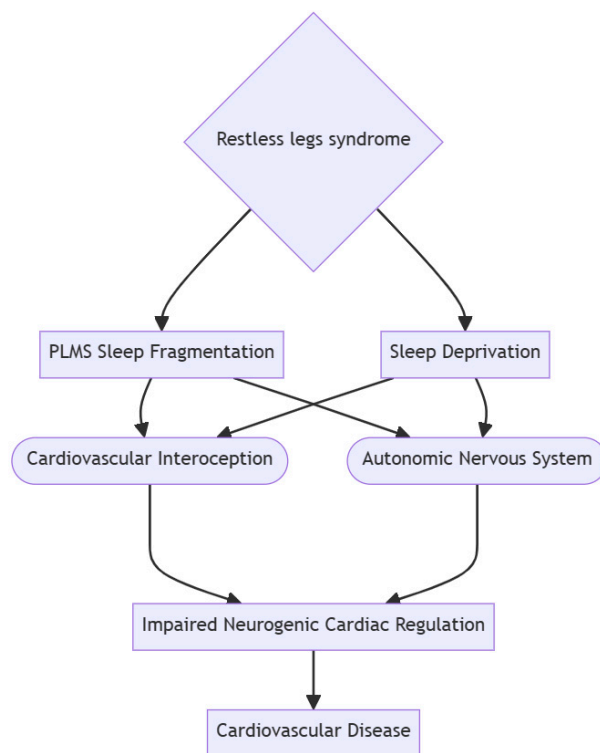 Restless legs syndrome
PLMS Sleep Fragmentation
Sleep Deprivation
Cardiovascular Interoception
Autonomic Nervous System
Impaired Neurogenic Cardiac Regulation
Cardiovascular Disease